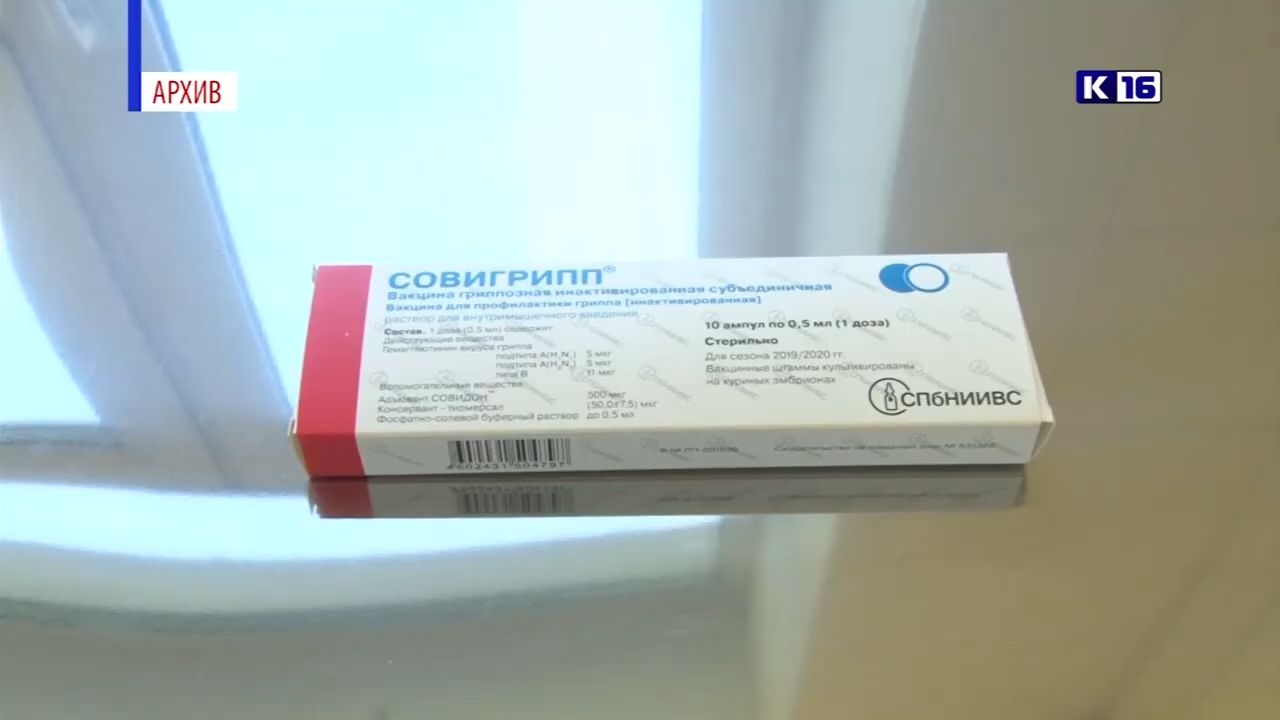 АРХИВ
К 16
СОВИГРИПП®
Вакцина гриппозная инактивированная субъединичная
Вакцина для профилактики гриппа [инактивированная]
раствор для внутримышечного введения
Состав. 1 доза (0,5 мл) содержит
Действующие вещества
Гемагглютинин вируса гриппа
подтипа А(H₁N₁) 5 мкг
подтипа А(H₃N₂) 5 мкг
типа В 11 мкг
Вспомогательные вещества
Адъювант СОВИДОН™ 500 мкг
Консервант - тиомерсал (50,0±7,5) мкг
Фосфатно-солевой буферный раствор до 0,5 мл
10 ампул по 0,5 мл (1 доза)
Стерильно
Для сезона 2019/2020 гг.
Вакцинные штаммы культивированы
на куриных эмбрионах
СПбНИИВС
4602431 004797